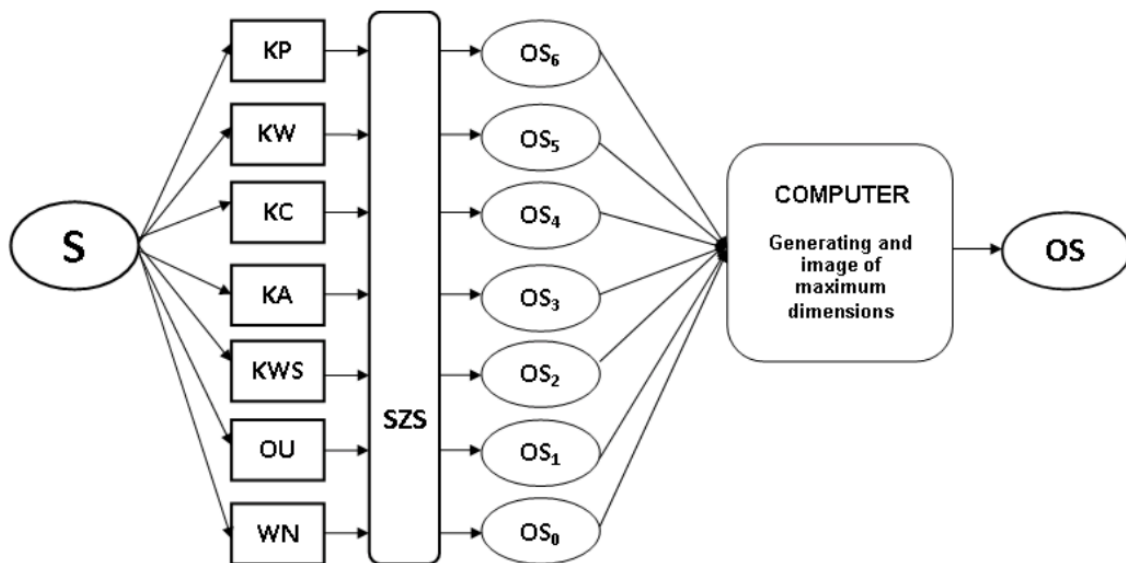 KP
OS₆
KW
OS₅
KC
OS₄
COMPUTER
Generating and
image of
maximum
dimensions
S
OS
KA
OS₃
KWS
OS₂
SZS
OU
OS₁
WN
OS₀